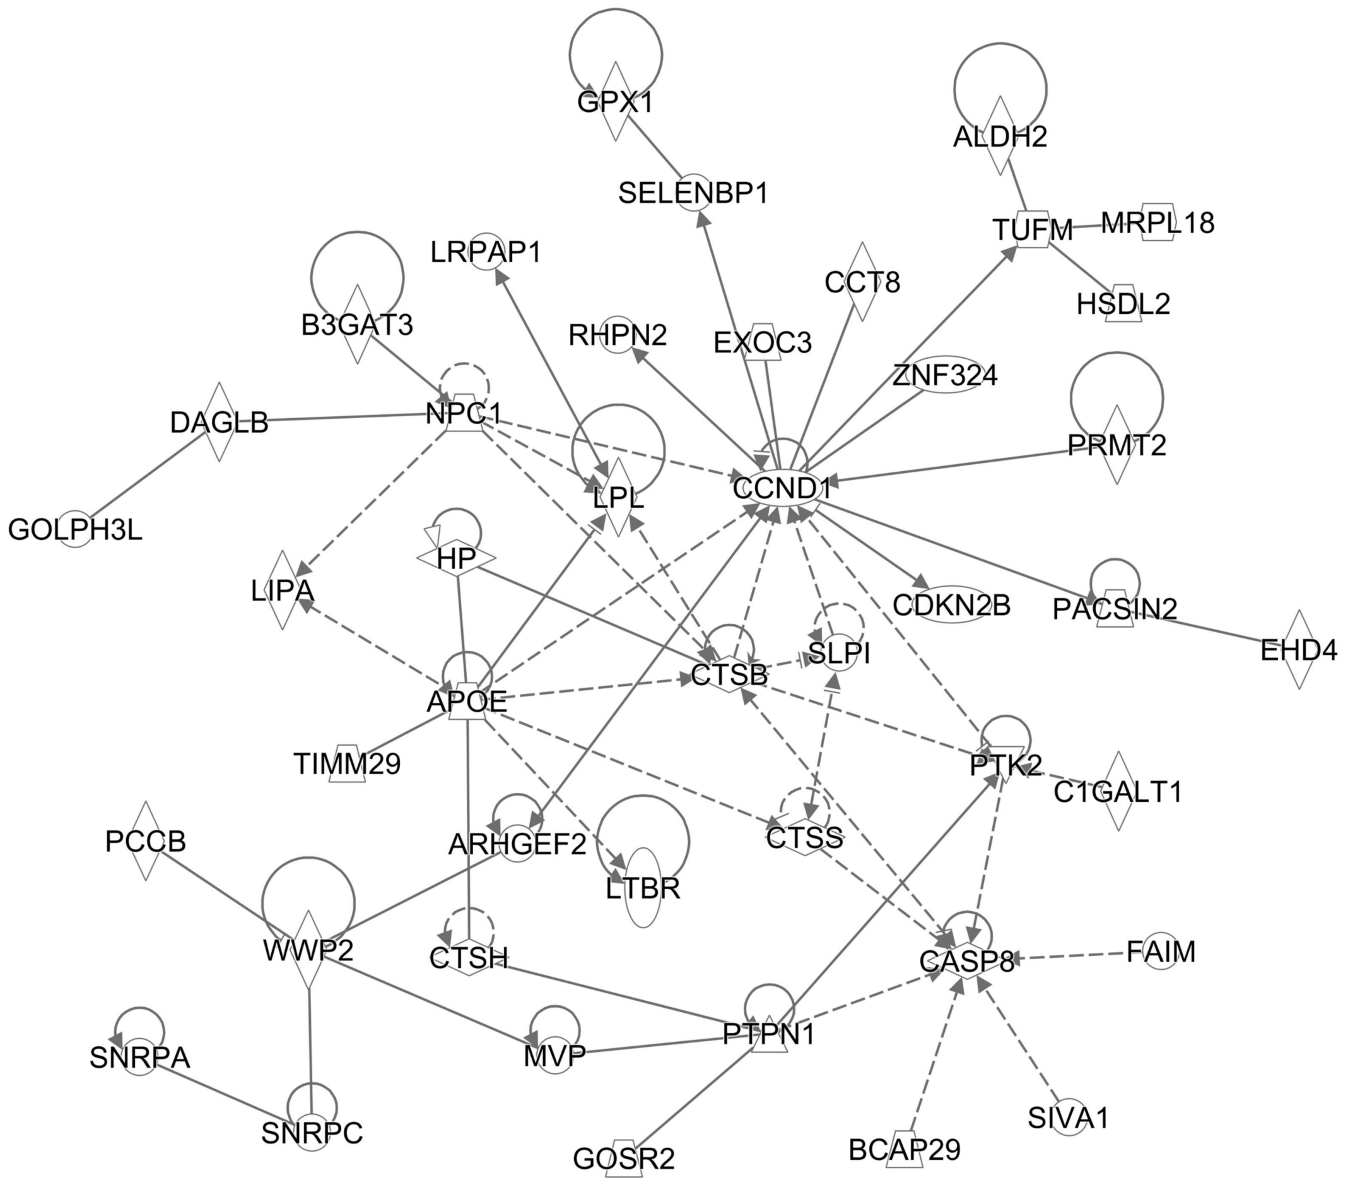 GPX1
ALDH2
SELENBP1
MRPL18
TUFM
LRPAP1
CCT8
HSDL2
B3GAT3
RHPN2
EXOC3
ZNF324
NPC1
DAGLB
PRMT2
CCND1
LPL
GOLPH3L
HP
LIPA
CDKN2B
PACSIN2
EHD4
SLPI
CTSB
APOE
TIMM29
PTK2
C1GALT1
PCCB
ARHGEF2
CTSS
LTBR
WWP2
CTSH
CASP8
FAIM
PTPN1
SNRPA
MVP
SIVA1
SNRPC
BCAP29
GOSR2